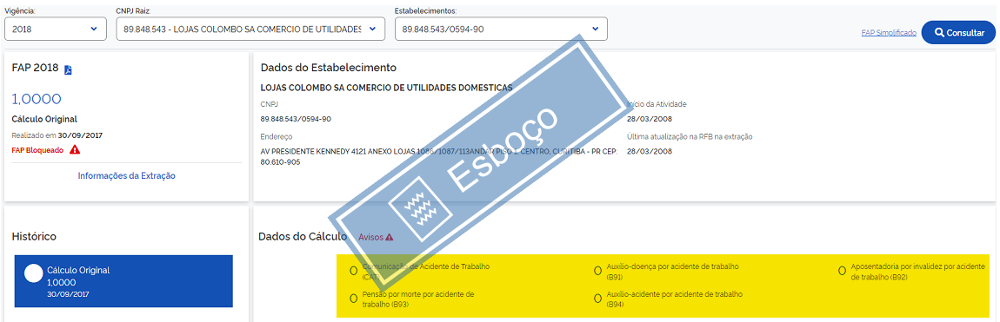 Vigência:
CNPJ Raiz:
Estabelecimentos:
2018
89.848.543 - LOJAS COLOMBO SA COMERCIO DE UTILIDADES
89.848.543/0594-90
FAP Simplificado
Consultar
FAP 2018
1,0000
Cálculo Original
Realizado em 30/09/2017
FAP Bloqueado
Informações da Extração
Dados do Estabelecimento
LOJAS COLOMBO SA COMERCIO DE UTILIDADES DOMESTICAS
CNPJ
89.848.543/0594-90
Início da Atividade
28/03/2008
Endereço
AV PRESIDENTE KENNEDY 4121 ANEXO LOJAS 1086/1087/113ANDAR PISO 1, CENTRO, CURITIBA - PR CEP:
80.610-905
Última atualização na RFB na extração
28/03/2008
Esboço
Histórico
Cálculo Original
1,0000
30/09/2017
Dados do Cálculo
Avisos
Comunicação de Acidente de Trabalho
(CAT)
Auxílio-doença por acidente de trabalho
(B91)
Aposentadoria por invalidez por acidente
de trabalho (B92)
Pensão por morte por acidente de
trabalho (B93)
Auxílio-acidente por acidente de trabalho
(B94)